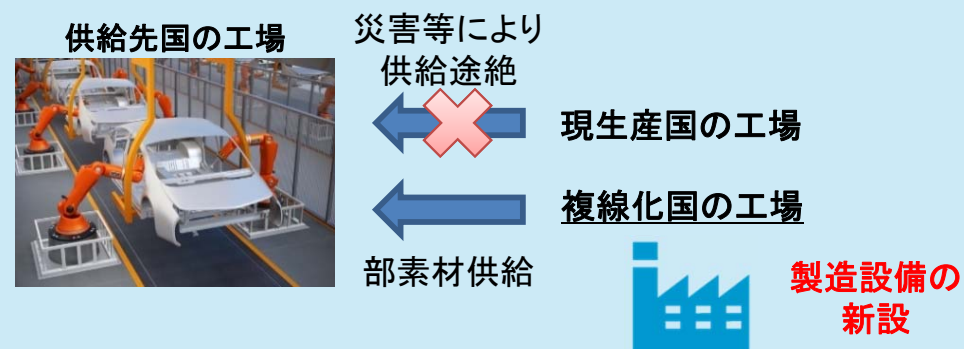 供給先国の工場
災害等により
供給途絶
現生産国の工場
複線化国の工場
部素材供給
製造設備の
新設